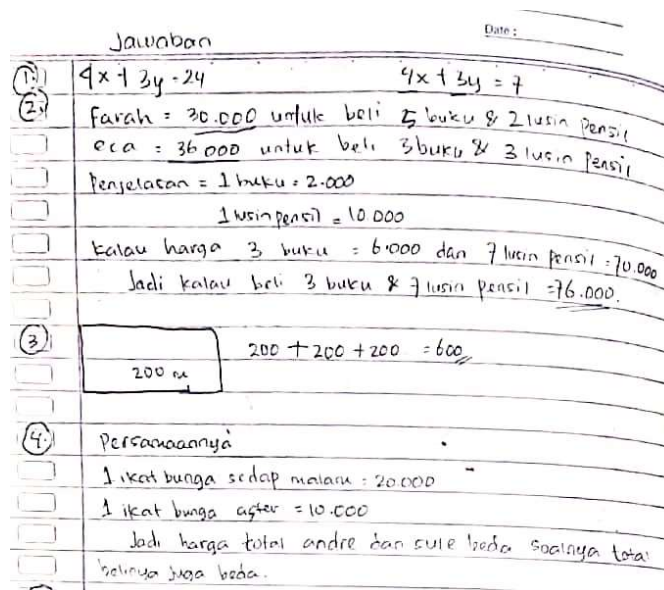 Date :
Jawaban
1. 4x + 3y = 24 4x + 3y = 7
2. Farah = 30.000 untuk beli 5 buku & 2 lusin Pensil
eca = 36.000 untuk beli 3 buku & 3 lusin Pensil
Penjelasan = 1 buku = 2.000
1 lusin pensil = 10.000
Kalau harga 3 buku = 6.000 dan 7 lusin pensil = 70.000
Jadi kalau beli 3 buku & 7 lusin pensil = 76.000.
3 200 + 200 + 200 = 600
200 m
4. Persamaannya
1 ikat bunga sedap malam = 20.000
1 ikat bunga aster = 10.000
Jadi harga total andre dan sule beda soalnya total
belinya juga beda.